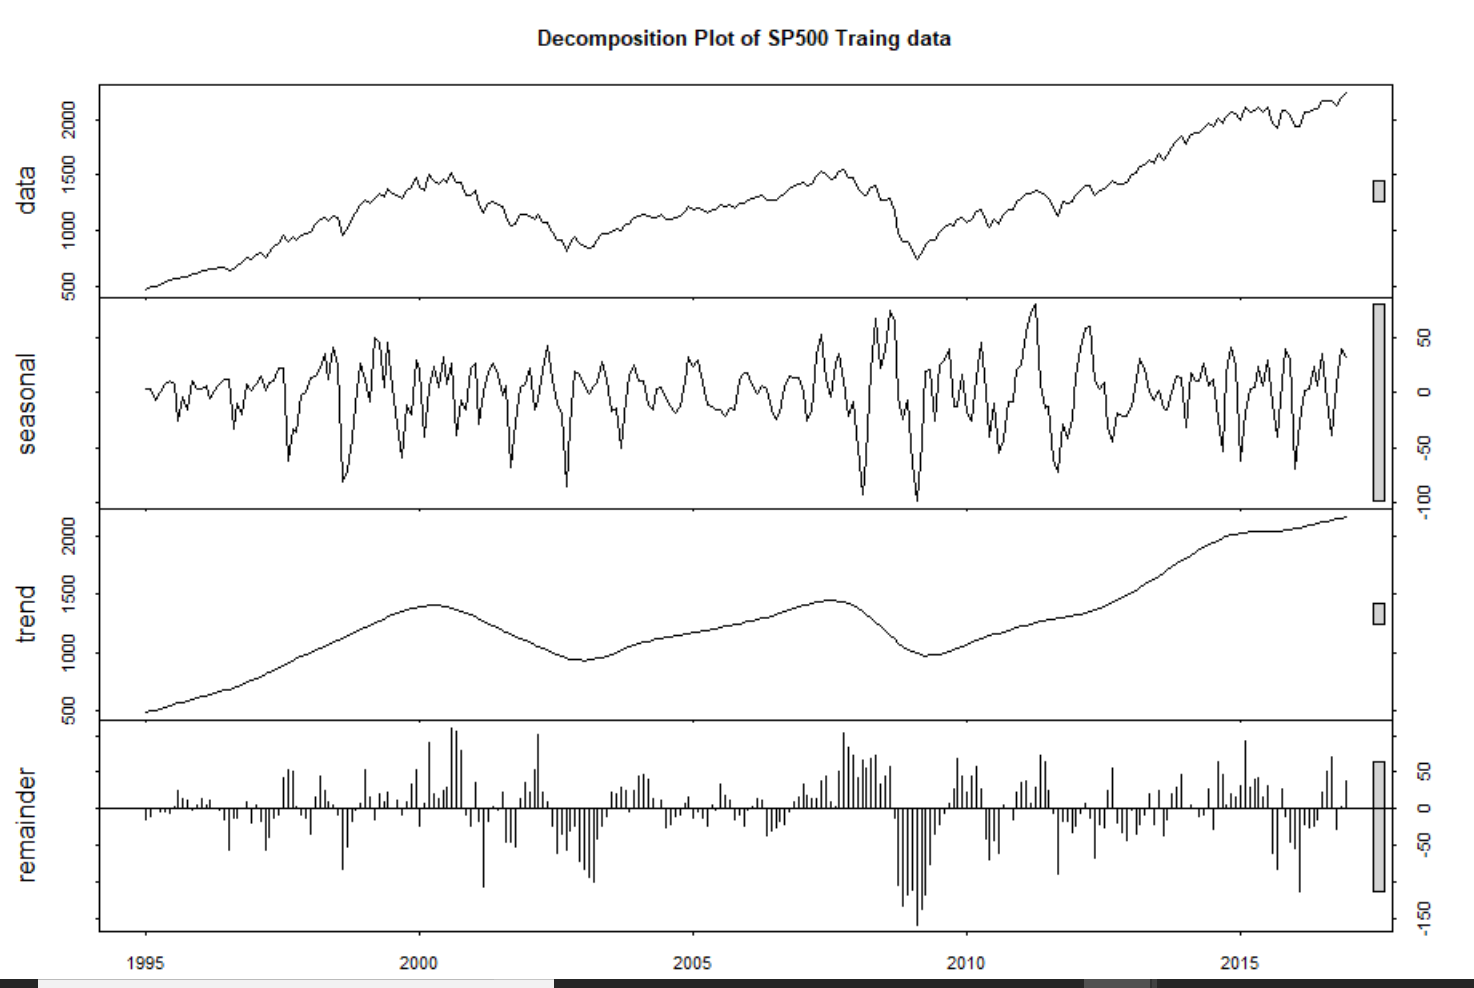 Decomposition Plot of SP500 Traing data
data
500 1000 1500 2000
seasonal
-100 -50 0 50
trend
500 1000 1500 2000
remainder
-150 -50 0 50
1995 2000 2005 2010 2015